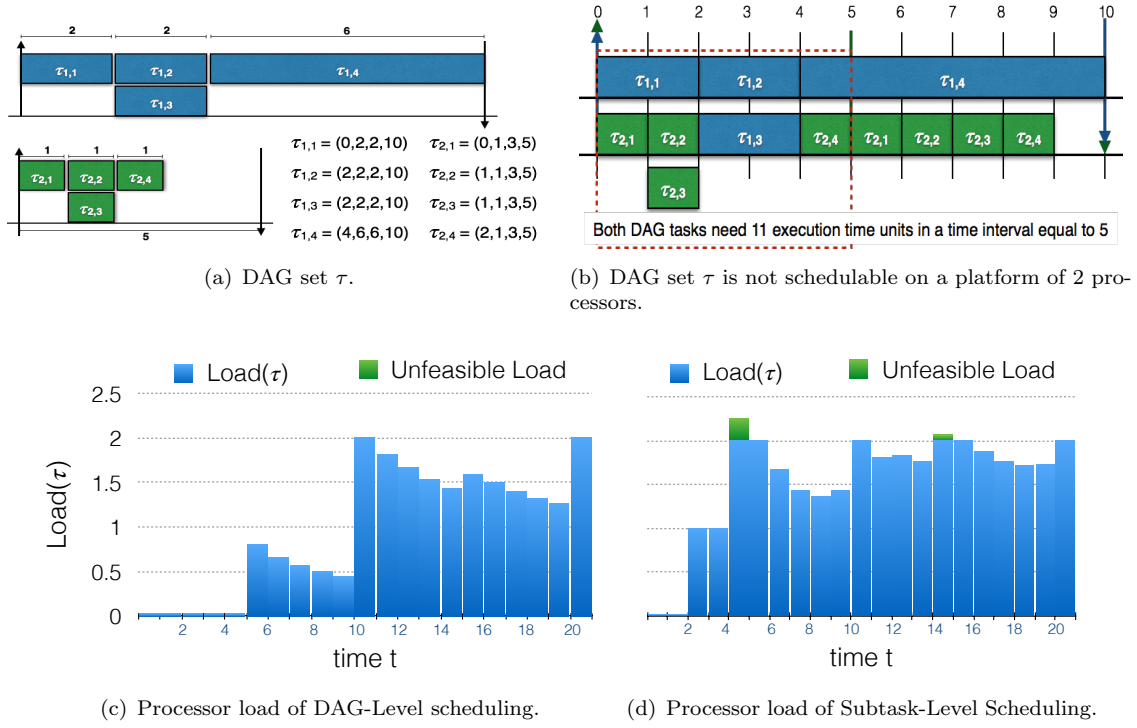 2
2
6
τ1,1
τ1,2
τ1,4
τ1,3
1
1
1
τ2,1
τ2,2
τ2,4
τ2,3
5
τ1,1 = (0,2,2,10) τ2,1 = (0,1,3,5)
τ1,2 = (2,2,2,10) τ2,2 = (1,1,3,5)
τ1,3 = (2,2,2,10) τ2,3 = (1,1,3,5)
τ1,4 = (4,6,6,10) τ2,4 = (2,1,3,5)
(a) DAG set τ.
0 1 2 3 4 5 6 7 8 9 10
τ1,1 τ1,2 τ1,4
τ2,1 τ2,2 τ1,3 τ2,4 τ2,1 τ2,2 τ2,3 τ2,4
τ2,3
Both DAG tasks need 11 execution time units in a time interval equal to 5
(b) DAG set τ is not schedulable on a platform of 2 pro-
cessors.
Load(τ) Unfeasible Load
2.5
2
1.5
1
0.5
0
Load(τ)
2 4 6 8 10 12 14 16 18 20
time t
(c) Processor load of DAG-Level scheduling.
Load(τ) Unfeasible Load
2 4 6 8 10 12 14 16 18 20
time t
(d) Processor load of Subtask-Level Scheduling.